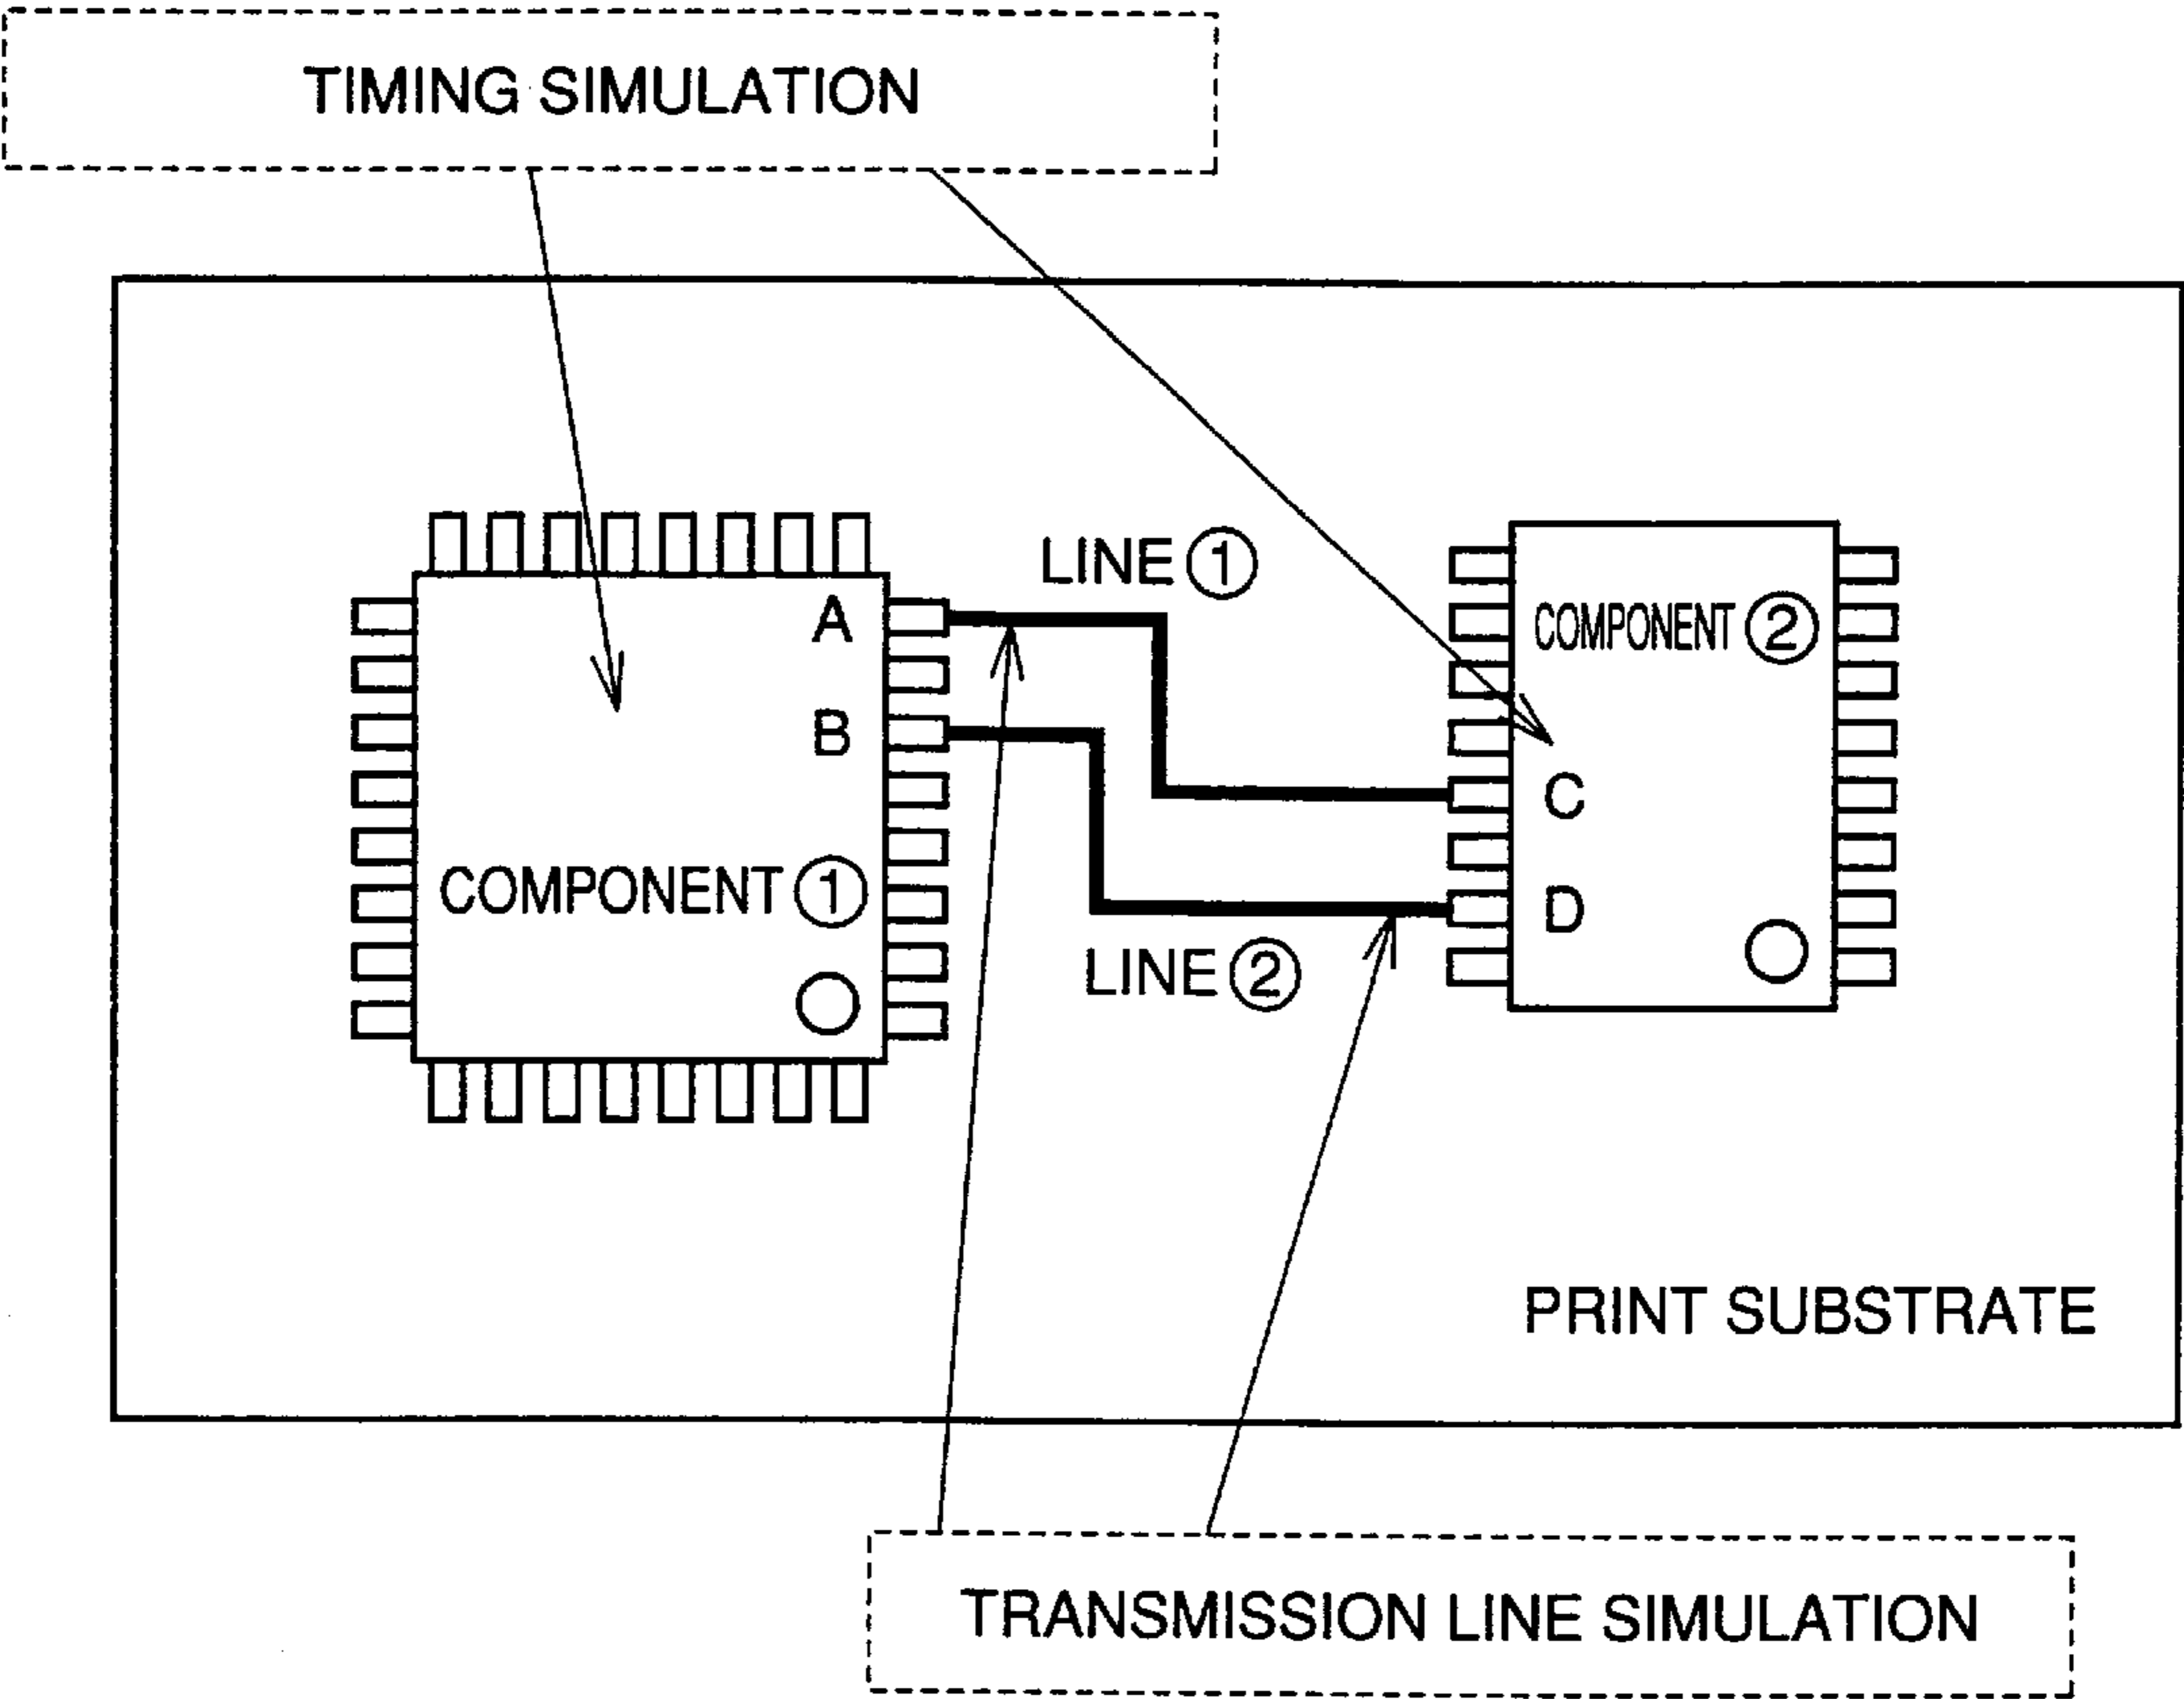 TIMING SIMULATION
LINE ①
A
COMPONENT ②
B
C
COMPONENT ①
D
LINE ②
PRINT SUBSTRATE
TRANSMISSION LINE SIMULATION